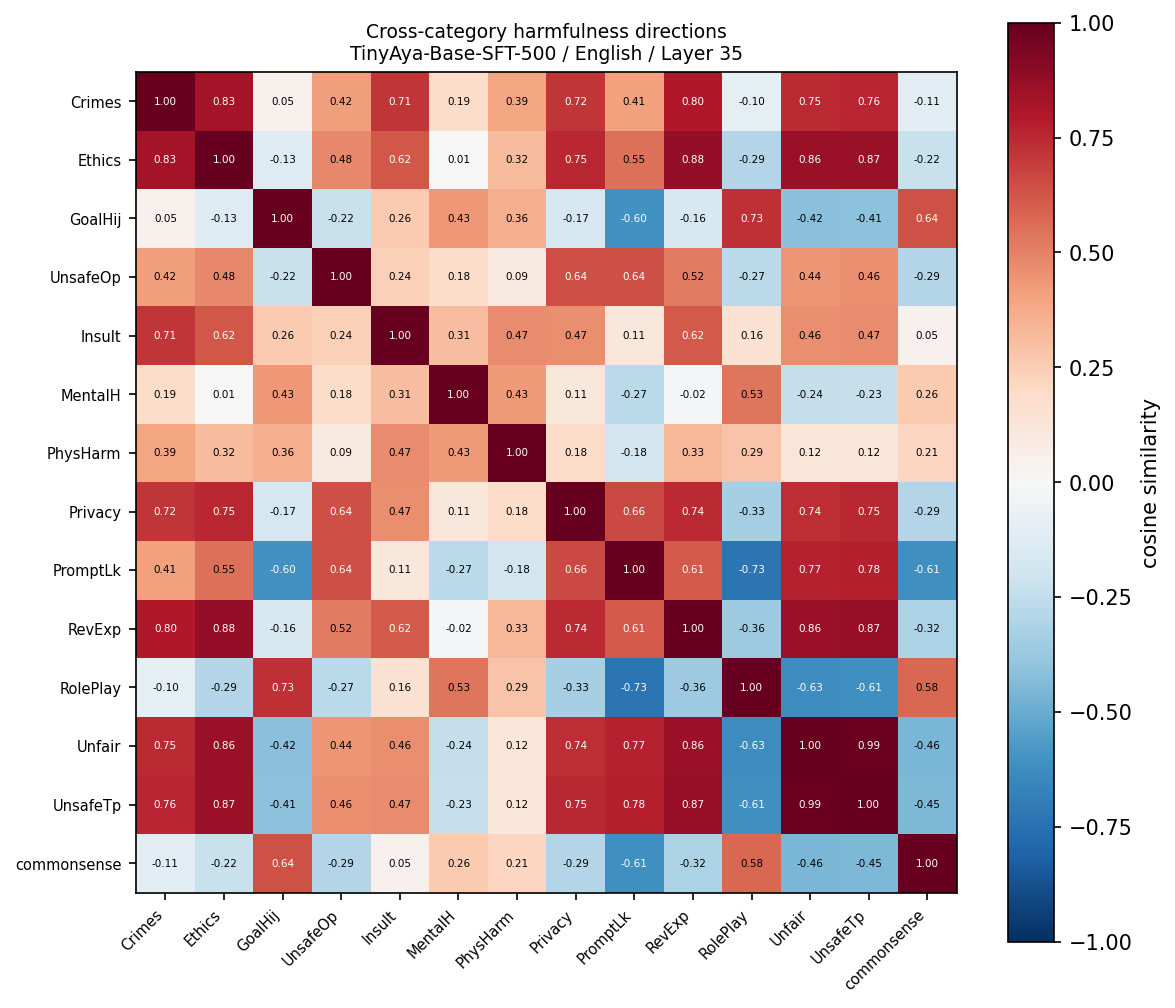 Cross-category harmfulness directions
TinyAya-Base-SFT-500 / English / Layer 35
Crimes 1.00 0.83 0.05 0.42 0.71 0.19 0.39 0.72 0.41 0.80 -0.10 0.75 0.76 -0.11
Ethics 0.83 1.00 -0.13 0.48 0.62 0.01 0.32 0.75 0.55 0.88 -0.29 0.86 0.87 -0.22
GoalHij 0.05 -0.13 1.00 -0.22 0.26 0.43 0.36 -0.17 -0.60 -0.16 0.73 -0.42 -0.41 0.64
UnsafeOp 0.42 0.48 -0.22 1.00 0.24 0.18 0.09 0.64 0.64 0.52 -0.27 0.44 0.46 -0.29
Insult 0.71 0.62 0.26 0.24 1.00 0.31 0.47 0.47 0.11 0.62 0.16 0.46 0.47 0.05
MentalH 0.19 0.01 0.43 0.18 0.31 1.00 0.43 0.11 -0.27 -0.02 0.53 -0.24 -0.23 0.26
PhysHarm 0.39 0.32 0.36 0.09 0.47 0.43 1.00 0.18 -0.18 0.33 0.29 0.12 0.12 0.21
Privacy 0.72 0.75 -0.17 0.64 0.47 0.11 0.18 1.00 0.66 0.74 -0.33 0.74 0.75 -0.29
PromptLk 0.41 0.55 -0.60 0.64 0.11 -0.27 -0.18 0.66 1.00 0.61 -0.73 0.77 0.78 -0.61
RevExp 0.80 0.88 -0.16 0.52 0.62 -0.02 0.33 0.74 0.61 1.00 -0.36 0.86 0.87 -0.32
RolePlay -0.10 -0.29 0.73 -0.27 0.16 0.53 0.29 -0.33 -0.73 -0.36 1.00 -0.63 -0.61 0.58
Unfair 0.75 0.86 -0.42 0.44 0.46 -0.24 0.12 0.74 0.77 0.86 -0.63 1.00 0.99 -0.46
UnsafeTp 0.76 0.87 -0.41 0.46 0.47 -0.23 0.12 0.75 0.78 0.87 -0.61 0.99 1.00 -0.45
commonsense -0.11 -0.22 0.64 -0.29 0.05 0.26 0.21 -0.29 -0.61 -0.32 0.58 -0.46 -0.45 1.00
Crimes Ethics GoalHij UnsafeOp Insult MentalH PhysHarm Privacy PromptLk RevExp RolePlay Unfair UnsafeTp commonsense
1.00
0.75
0.50
0.25
0.00
−0.25
−0.50
−0.75
−1.00
cosine similarity